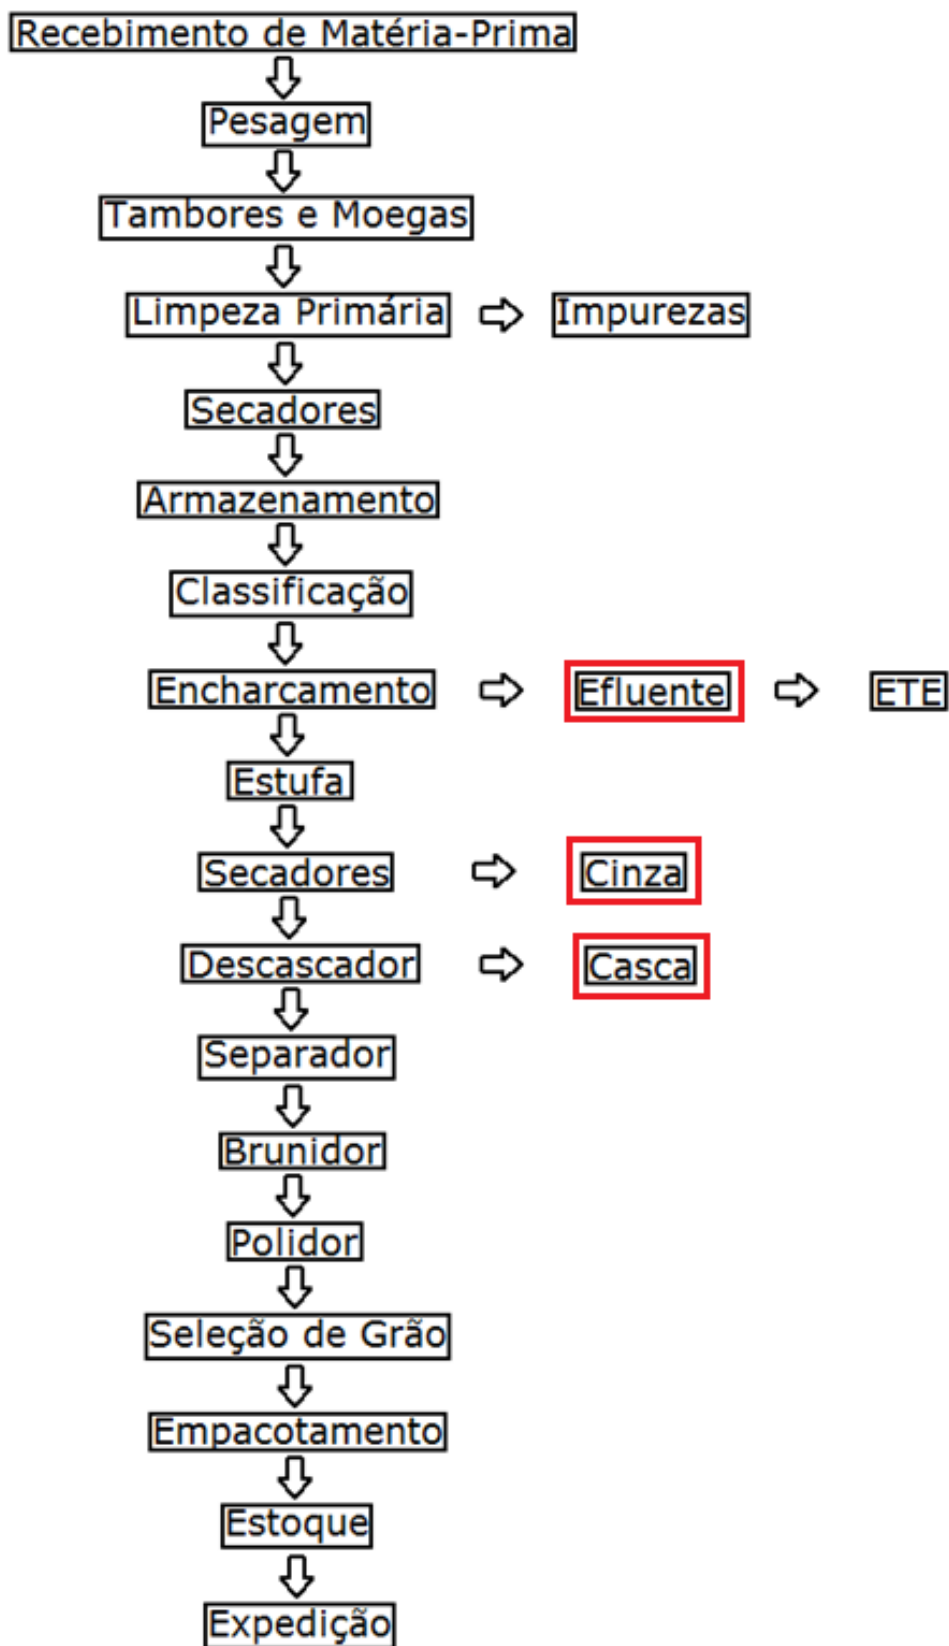 Recebimento de Matéria-Prima
Pesagem
Tambores e Moegas
Limpeza Primária
Impurezas
Secadores
Armazenamento
Classificação
Encharcamento
Efluente
ETE
Estufa
Secadores
Cinza
Descascador
Casca
Separador
Brunidor
Polidor
Seleção de Grão
Empacotamento
Estoque
Expedição